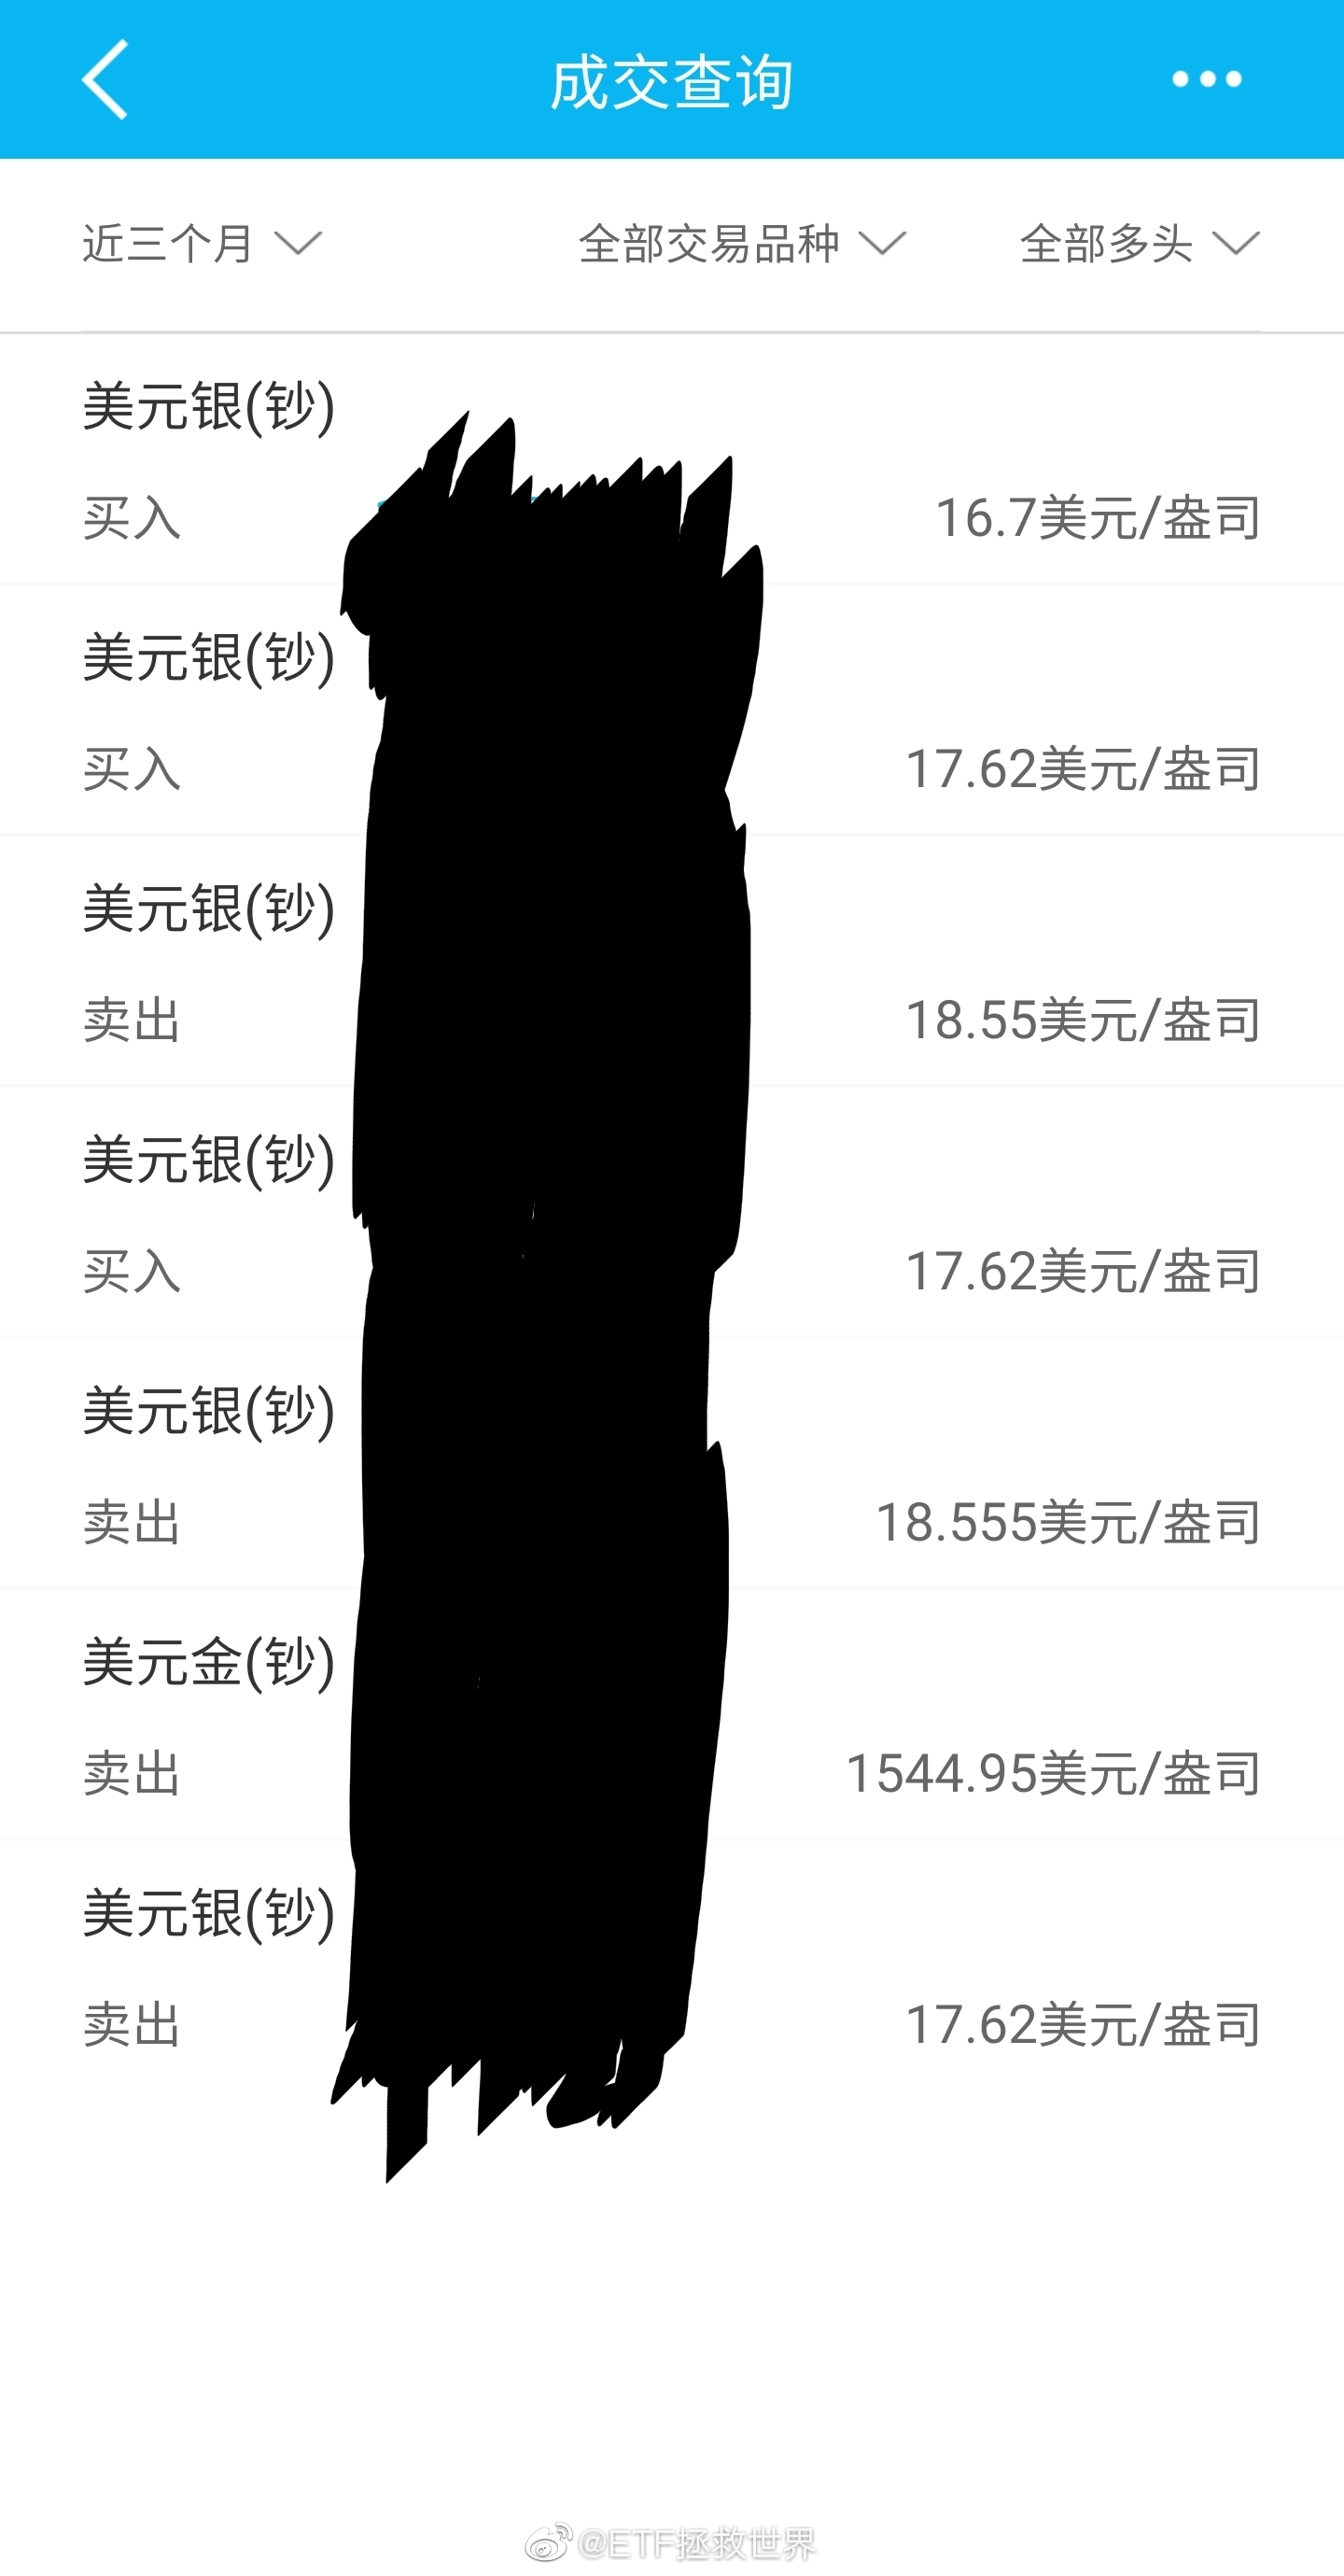 成交查询
近三个月 全部交易品种 全部多头
美元银(钞)
买入 16.7美元/盎司
美元银(钞)
买入 17.62美元/盎司
美元银(钞)
卖出 18.55美元/盎司
美元银(钞)
买入 17.62美元/盎司
美元银(钞)
卖出 18.555美元/盎司
美元金(钞)
卖出 1544.95美元/盎司
美元银(钞)
卖出 17.62美元/盎司
@ETF拯救世界